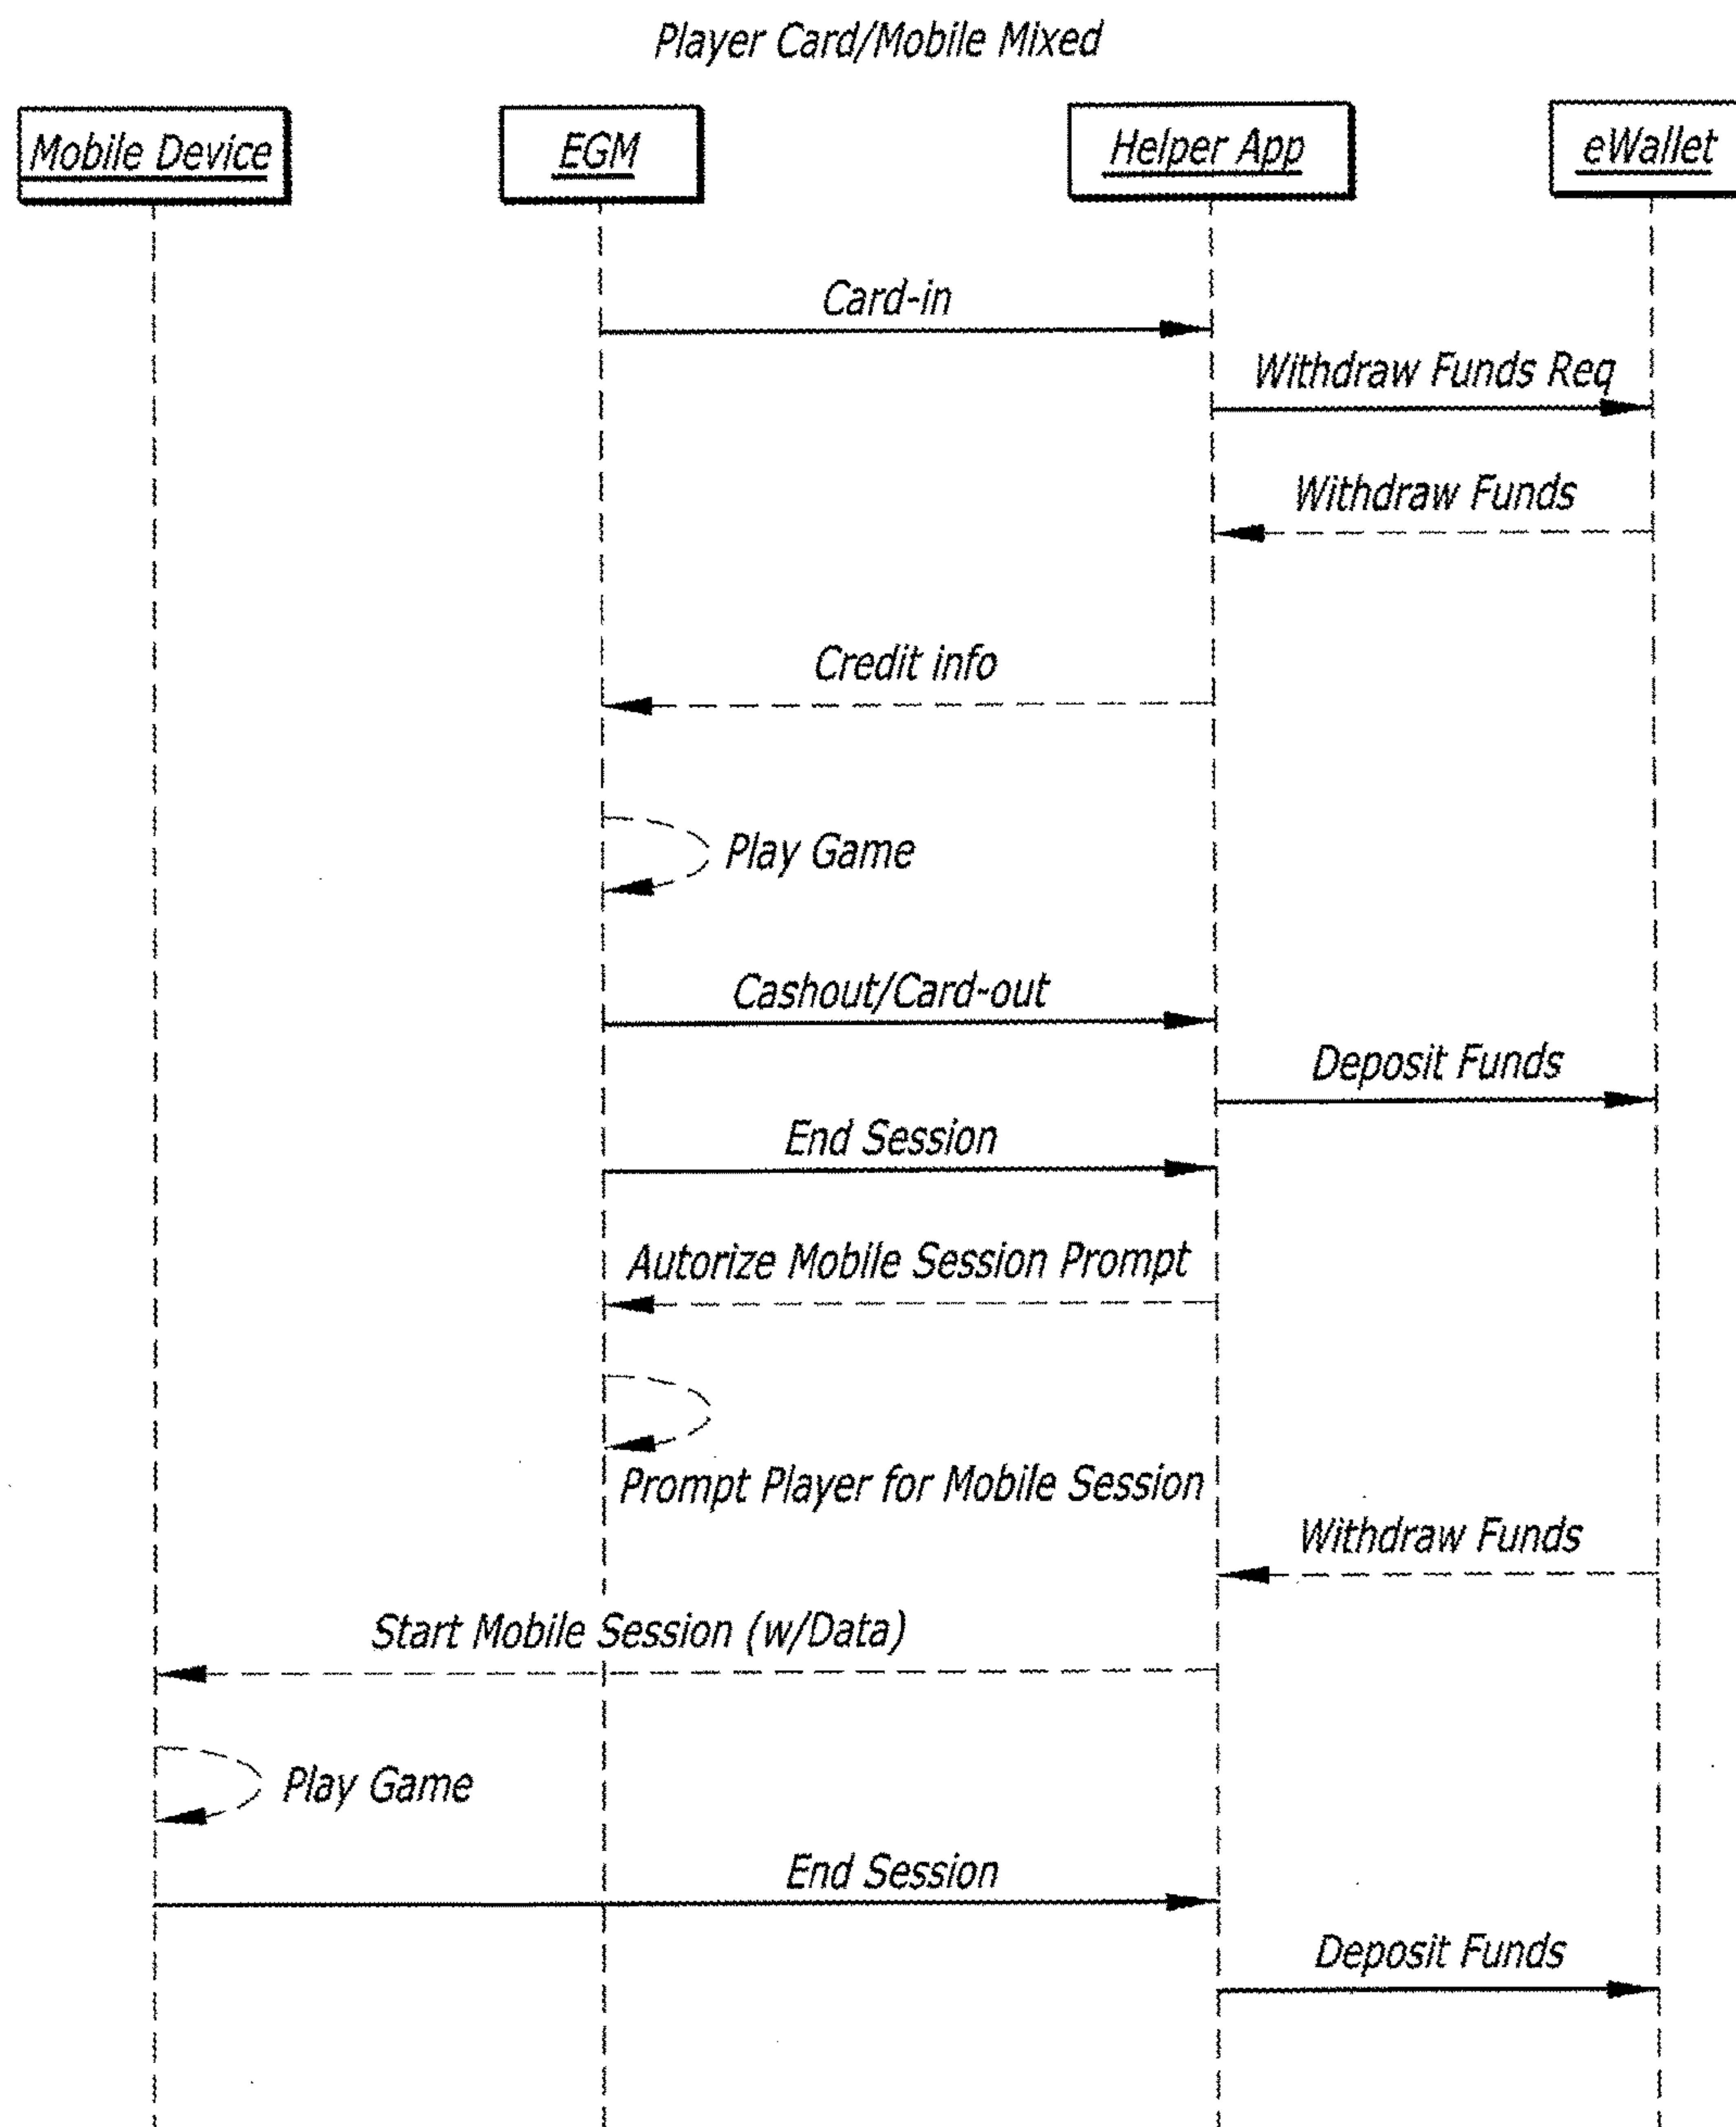 Player Card/Mobile Mixed
Mobile Device
EGM
Helper App
eWallet
Card-in
Withdraw Funds Req
Withdraw Funds
Credit info
Play Game
Cashout/Card-out
Deposit Funds
End Session
Autorize Mobile Session Prompt
Prompt Player for Mobile Session
Withdraw Funds
Start Mobile Session (w/Data)
Play Game
End Session
Deposit Funds